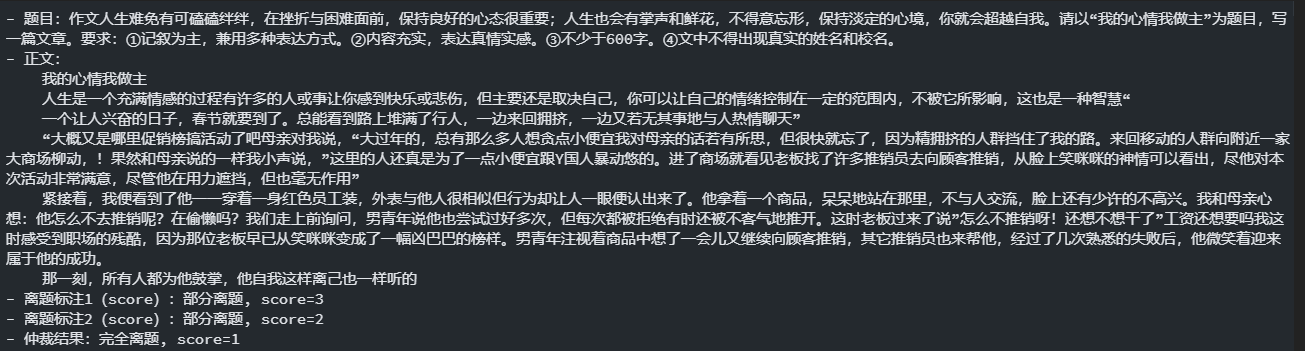 - 题目：作文人生难免有可磕磕绊绊，在挫折与困难面前，保持良好的心态很重要；人生也会有掌声和鲜花，不得意忘形，保持淡定的心境，你就会超越自我。请以“我的心情我做主”为题目，写
一篇文章。要求：①记叙为主，兼用多种表达方式。②内容充实，表达真情实感。③不少于600字。④文中不得出现真实的姓名和校名。
- 正文：
我的心情我做主
人生是一个充满情感的过程有许多的人或事让你感到快乐或悲伤，但主要还是取决自己，你可以让自己的情绪控制在一定的范围内，不被它所影响，这也是一种智慧“
一个让人兴奋的日子，春节就要到了。总能看到路上堆满了行人，一边来回拥挤，一边又若无其事地与人热情聊天”
“大概又是哪里促销榜搞活动了吧母亲对我说，“大过年的，总有那么多人想贪点小便宜我对母亲的话若有所思，但很快就忘了，因为精拥挤的人群挡住了我的路。来回移动的人群向附近一家
大商场柳动，！果然和母亲说的一样我小声说，”这里的人还真是为了一点小便宜跟Y国人暴动悠的。进了商场就看见老板找了许多推销员去向顾客推销，从脸上笑咪咪的神情可以看出，尽他对本
次活动非常满意，尽管他在用力遮挡，但也毫无作用”
紧接着，我便看到了他——穿着一身红色员工装，外表与他人很相似但行为却让人一眼便认出来了。他拿着一个商品，呆呆地站在那里，不与人交流，脸上还有少许的不高兴。我和母亲心
想：他怎么不去推销呢？在偷懒吗？我们走上前询问，男青年说他也尝试过好多次，但每次都被拒绝有时还被不客气地推开。这时老板过来了说”怎么不推销呀！还想不想干了”工资还想要吗我这
时感受到职场的残酷，因为那位老板早已从笑咪咪变成了一幅凶巴巴的榜样。男青年注视着商品中想了一会儿又继续向顾客推销，其它推销员也来帮他，经过了几次熟悉的失败后，他微笑着迎来
属于他的成功。
那一刻，所有人都为他鼓掌，他自我这样离己也一样听的
- 离题标注1（score）：部分离题, score=3
- 离题标注2（score）：部分离题, score=2
- 仲裁结果：完全离题, score=1